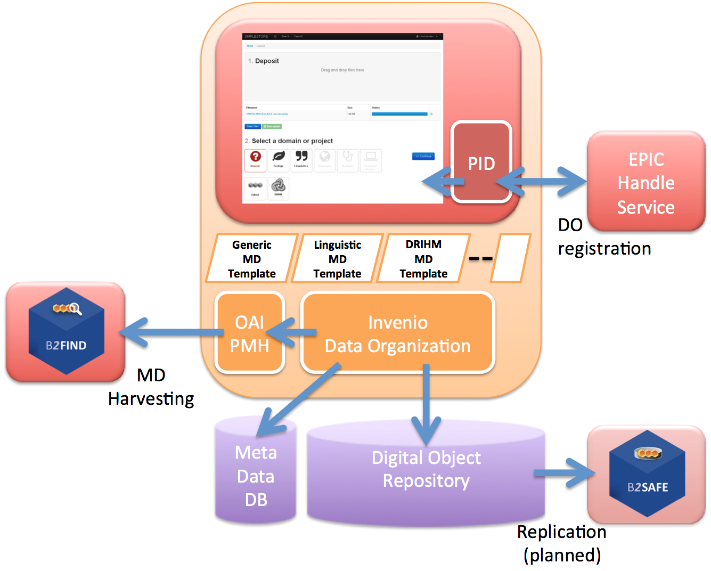 1. Deposit
Drag and drop files here
2. Select a domain or project
Linguistics
PID
EPIC
Handle
Service
DO
registration
Generic
MD
Template
Linguistic
MD
Template
DRIHM
MD
Template
OAI
PMH
Invenio
Data Organization
B2FIND
MD
Harvesting
Meta
Data
DB
Digital Object
Repository
B2SAFE
Replication
(planned)